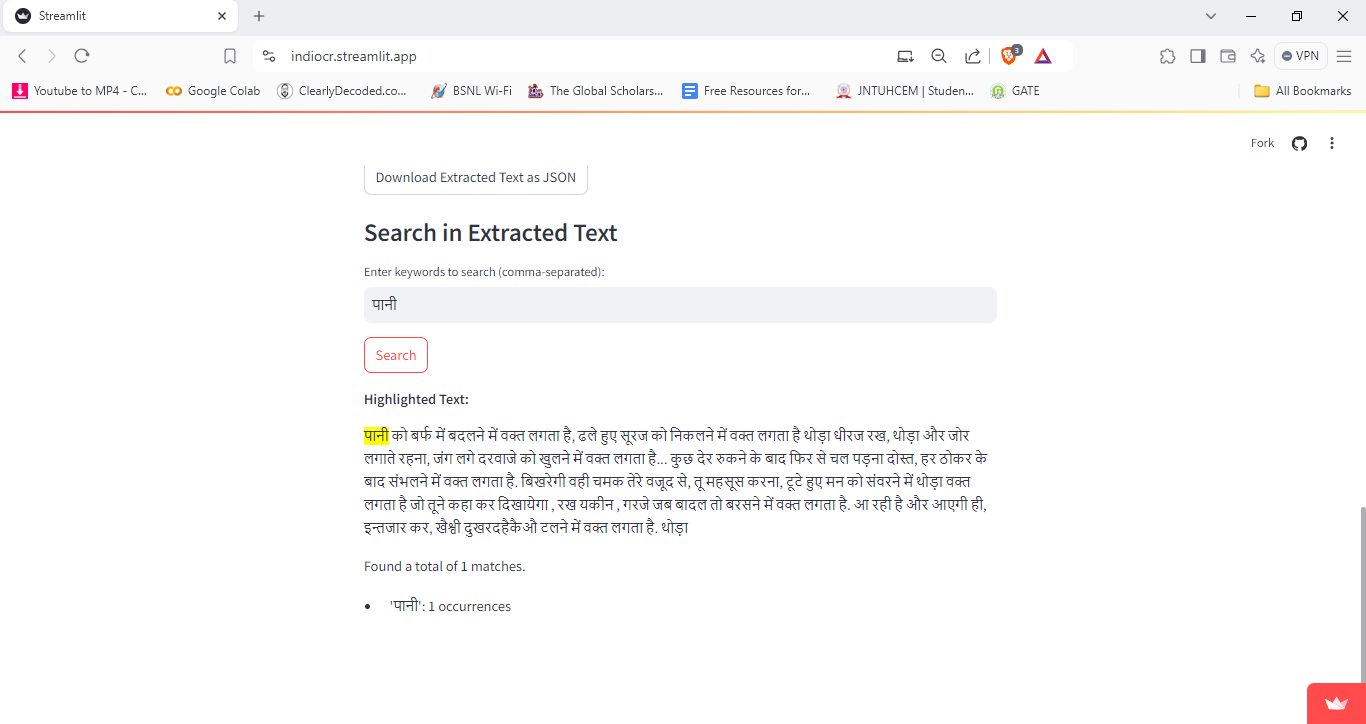 Streamlit
indiocr.streamlit.app
3
VPN
Youtube to MP4 - C...
Google Colab
ClearlyDecoded.co...
BSNL Wi-Fi
The Global Scholars...
Free Resources for...
JNTUHCEM | Studen...
GATE
All Bookmarks
Fork
Download Extracted Text as JSON
Search in Extracted Text
Enter keywords to search (comma-separated):
पानी
Search
Highlighted Text:
पानी को बर्फ में बदलने में वक्त लगता है, ढले हुए सूरज को निकलने में वक्त लगता है थोड़ा धीरज रख, थोड़ा और जोर
लगाते रहना, जंग लगे दरवाजे को खुलने में वक्त लगता है... कुछ देर रुकने के बाद फिर से चल पड़ना दोस्त, हर ठोकर के
बाद संभलने में वक्त लगता है. बिखरेगी वही चमक तेरे वजूद से, तू महसूस करना, टूटे हुए मन को संवरने में थोड़ा वक्त
लगता है जो तूने कहा कर दिखायेगा , रख यकीन , गरजे जब बादल तो बरसने में वक्त लगता है. आ रही है और आएगी ही,
इन्तजार कर, खैश्वी दुखरदहैकैऔ टलने में वक्त लगता है. थोड़ा
Found a total of 1 matches.
'पानी': 1 occurrences